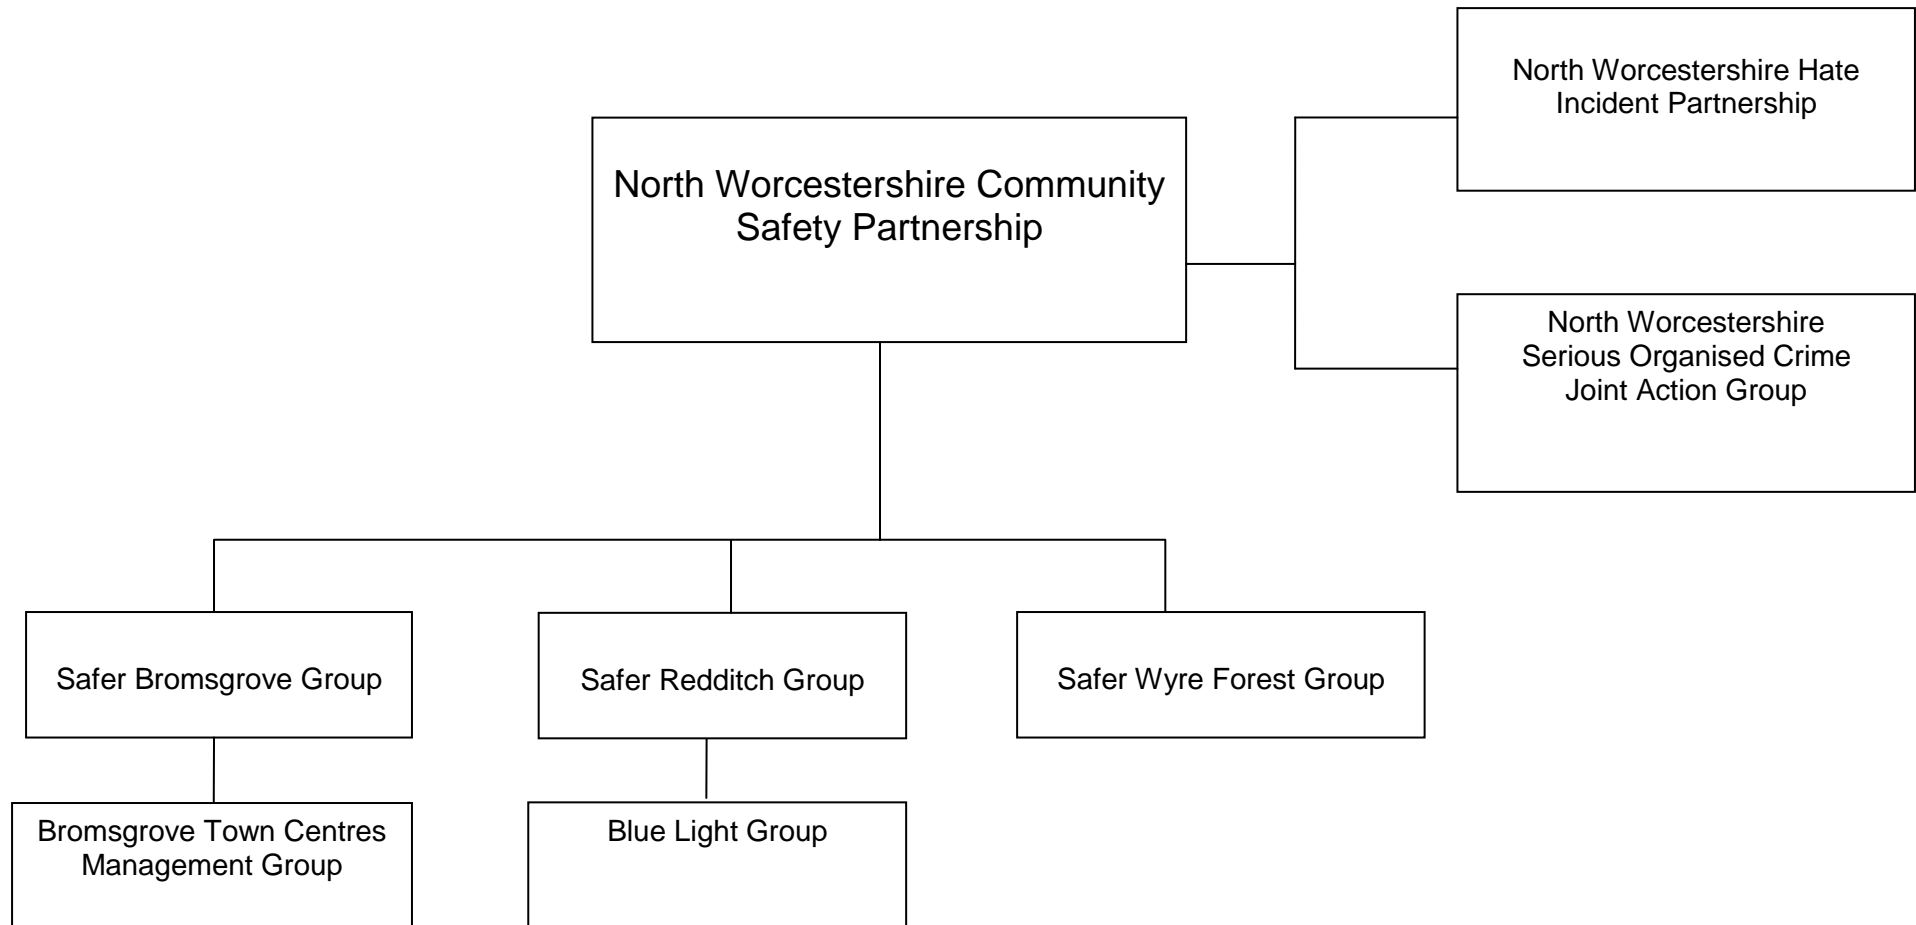 North Worcestershire Hate
Incident Partnership
North Worcestershire Community
Safety Partnership
North Worcestershire
Serious Organised Crime
Joint Action Group
Safer Bromsgrove Group
Safer Redditch Group
Safer Wyre Forest Group
Bromsgrove Town Centres
Management Group
Blue Light Group